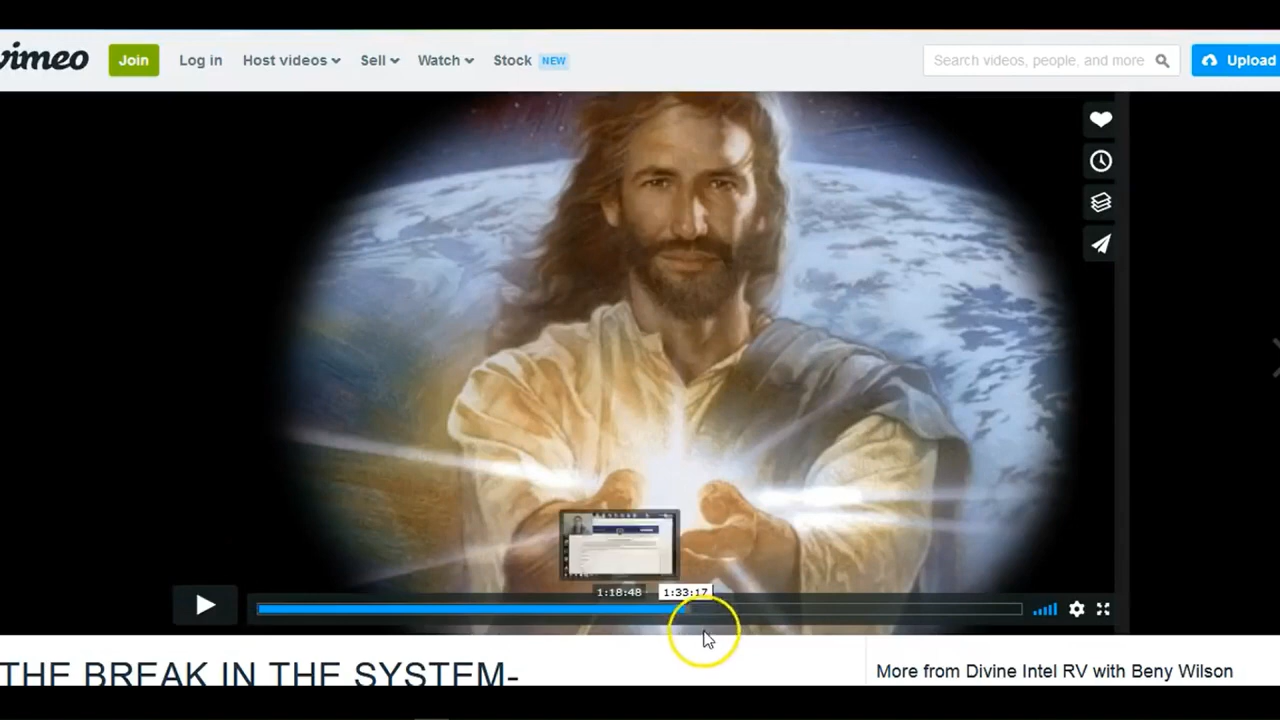 vimeo Join Log in Host videos Sell Watch Stock NEW Search videos, people, and more Upload
1:18:48 1:33:17
THE BREAK IN THE SYSTEM-
More from Divine Intel RV with Beny Wilson